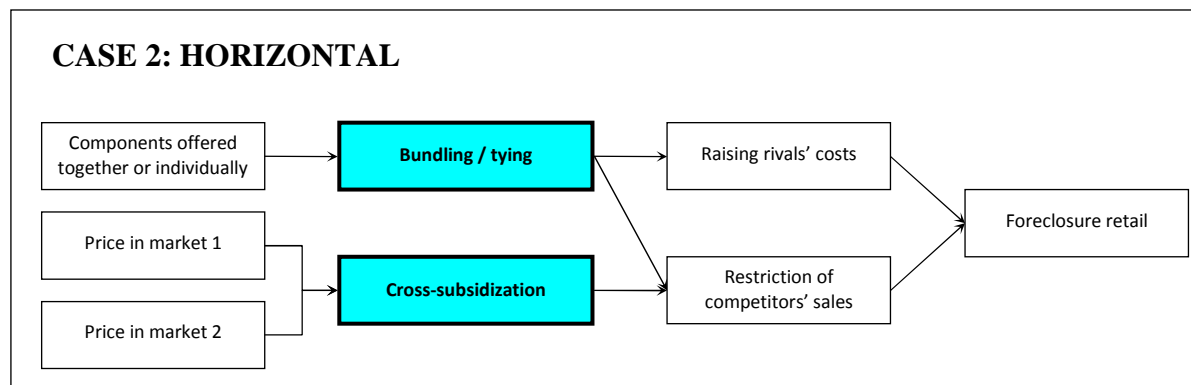 CASE 2: HORIZONTAL
Components offered
together or individually
Bundling / tying
Raising rivals’ costs
Foreclosure retail
Price in market 1
Cross-subsidization
Restriction of
competitors’ sales
Price in market 2